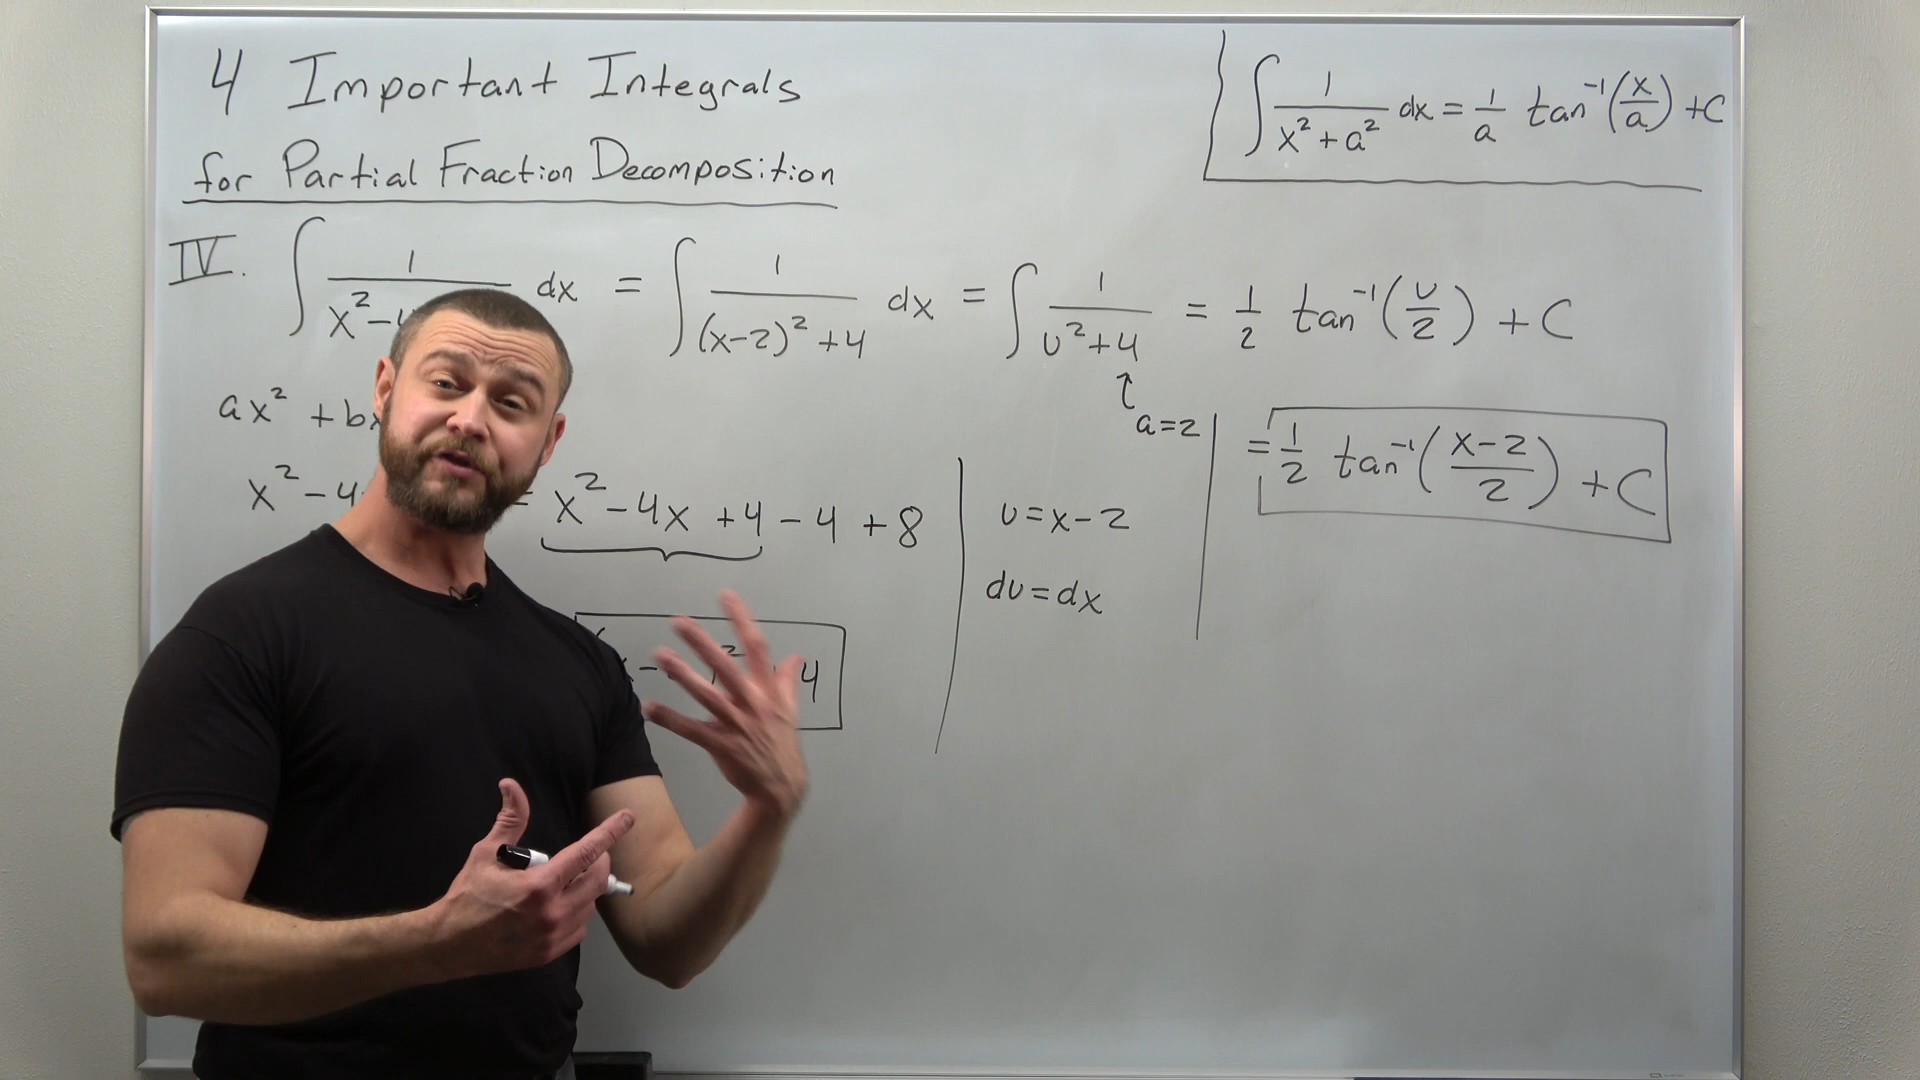 4 Important Integrals
for Partial Fraction Decomposition
∫ 1/(x² + a²) dx = 1/a tan⁻¹(x/a) + C
IV. ∫ 1/(x² - dx = ∫ 1/((x-2)² + 4) dx = ∫ 1/(u² + 4) = 1/2 tan⁻¹(u/2) + C
a=2
ax² + b
= 1/2 tan⁻¹((x-2)/2) + C
x² - 4 = x² - 4x + 4 - 4 + 8
u = x - 2
du = dx
- ² 4